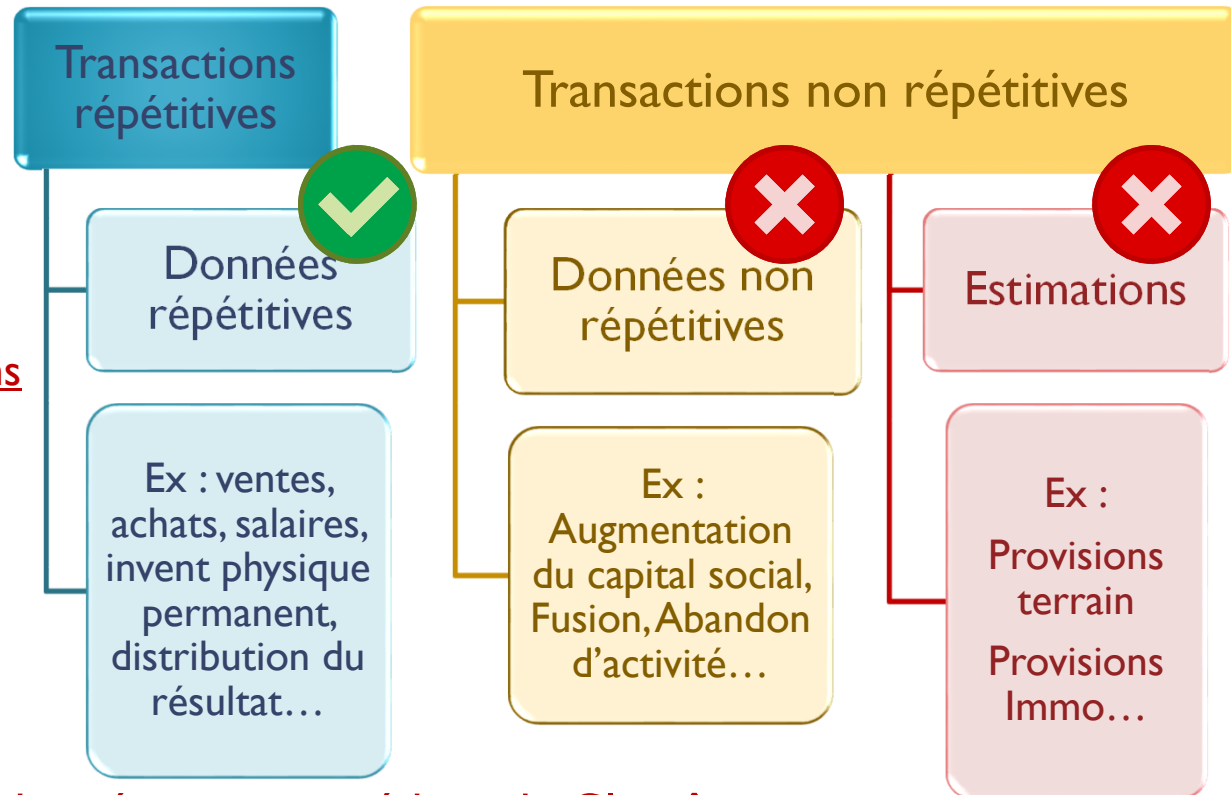 Transactions
répétitives
Transactions non répétitives
Données
répétitives
Données non
répétitives
Estimations
Ex : ventes,
achats, salaires,
invent physique
permanent,
distribution du
résultat…
Ex :
Augmentation
du capital social,
Fusion, Abandon
d’activité…
Ex :
Provisions
terrain
Provisions
Immo…